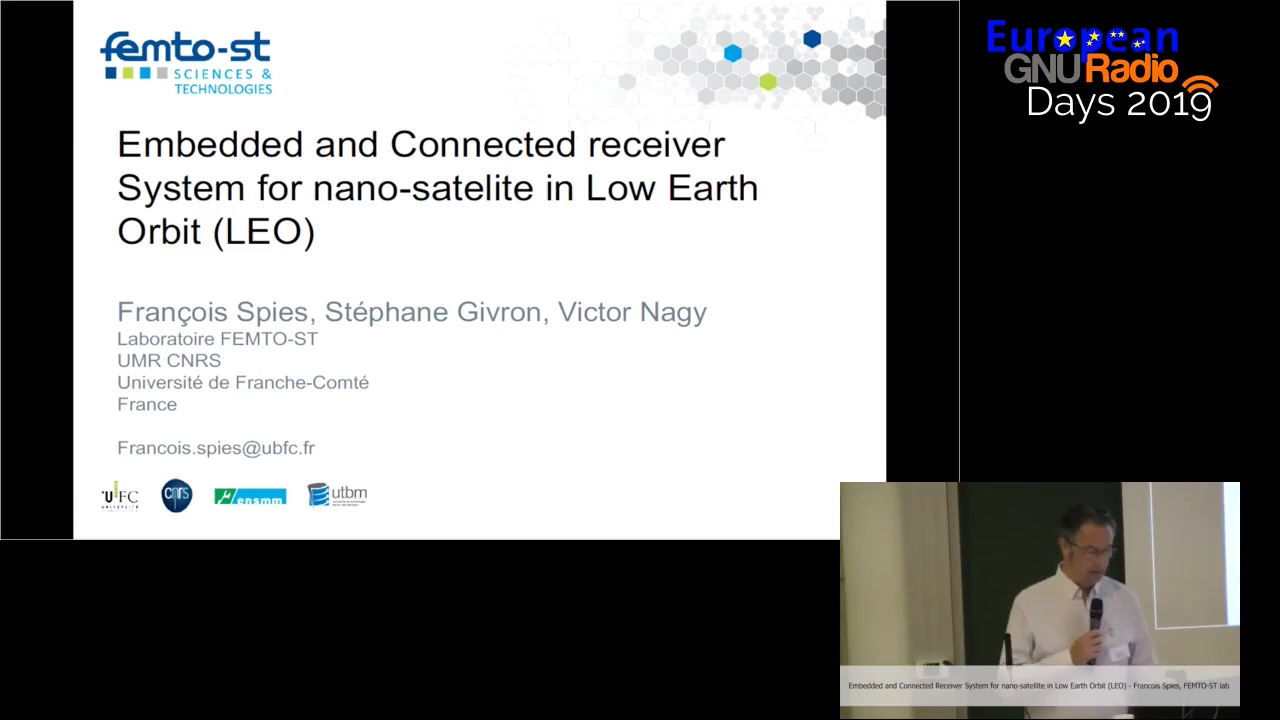 femto-st
SCIENCES &
TECHNOLOGIES
European
GNURadio
Days 2019
Embedded and Connected receiver
System for nano-satelite in Low Earth
Orbit (LEO)
François Spies, Stéphane Givron, Victor Nagy
Laboratoire FEMTO-ST
UMR CNRS
Université de Franche-Comté
France
Francois.spies@ubfc.fr
UFC
UNIVERSITÉ
cnrs
ensmm
utbm
Embedded and Connected Receiver System for nano-satellite in Low Earth Orbit (LEO) - Francois Spies, FEMTO-ST lab